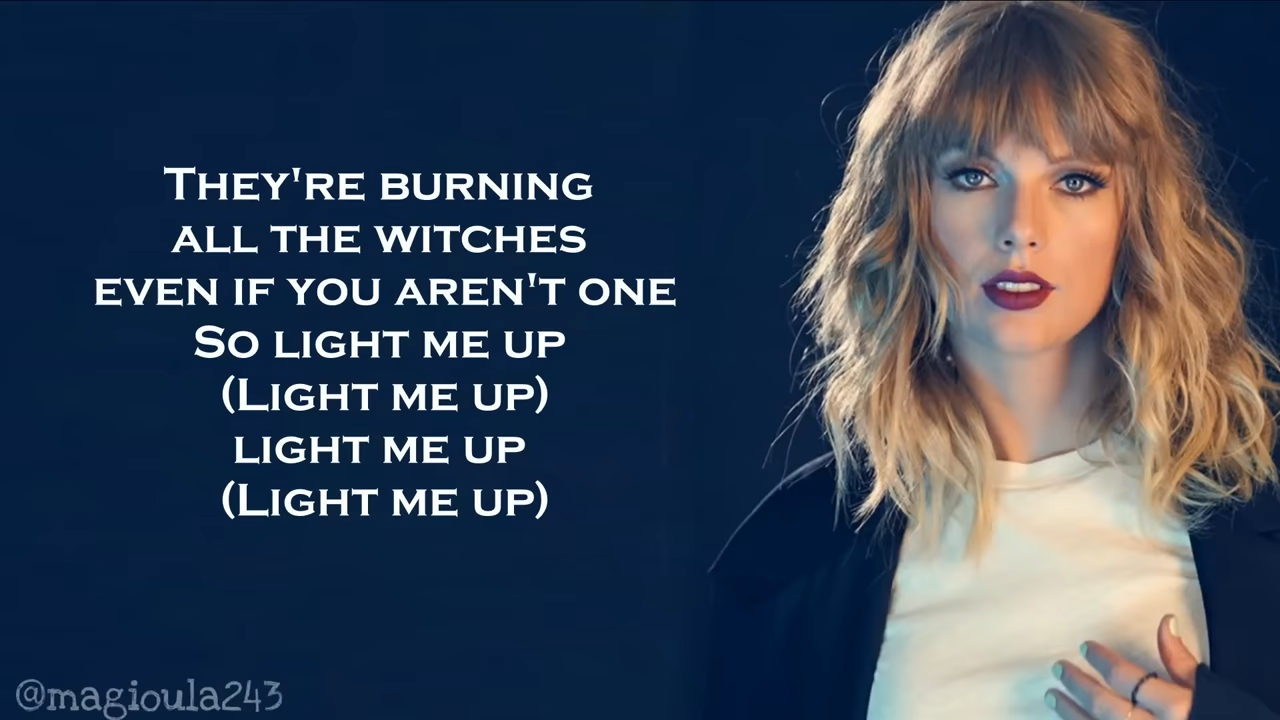 They're burning
all the witches
even if you aren't one
So light me up
(Light me up)
light me up
(Light me up)
@magioula243